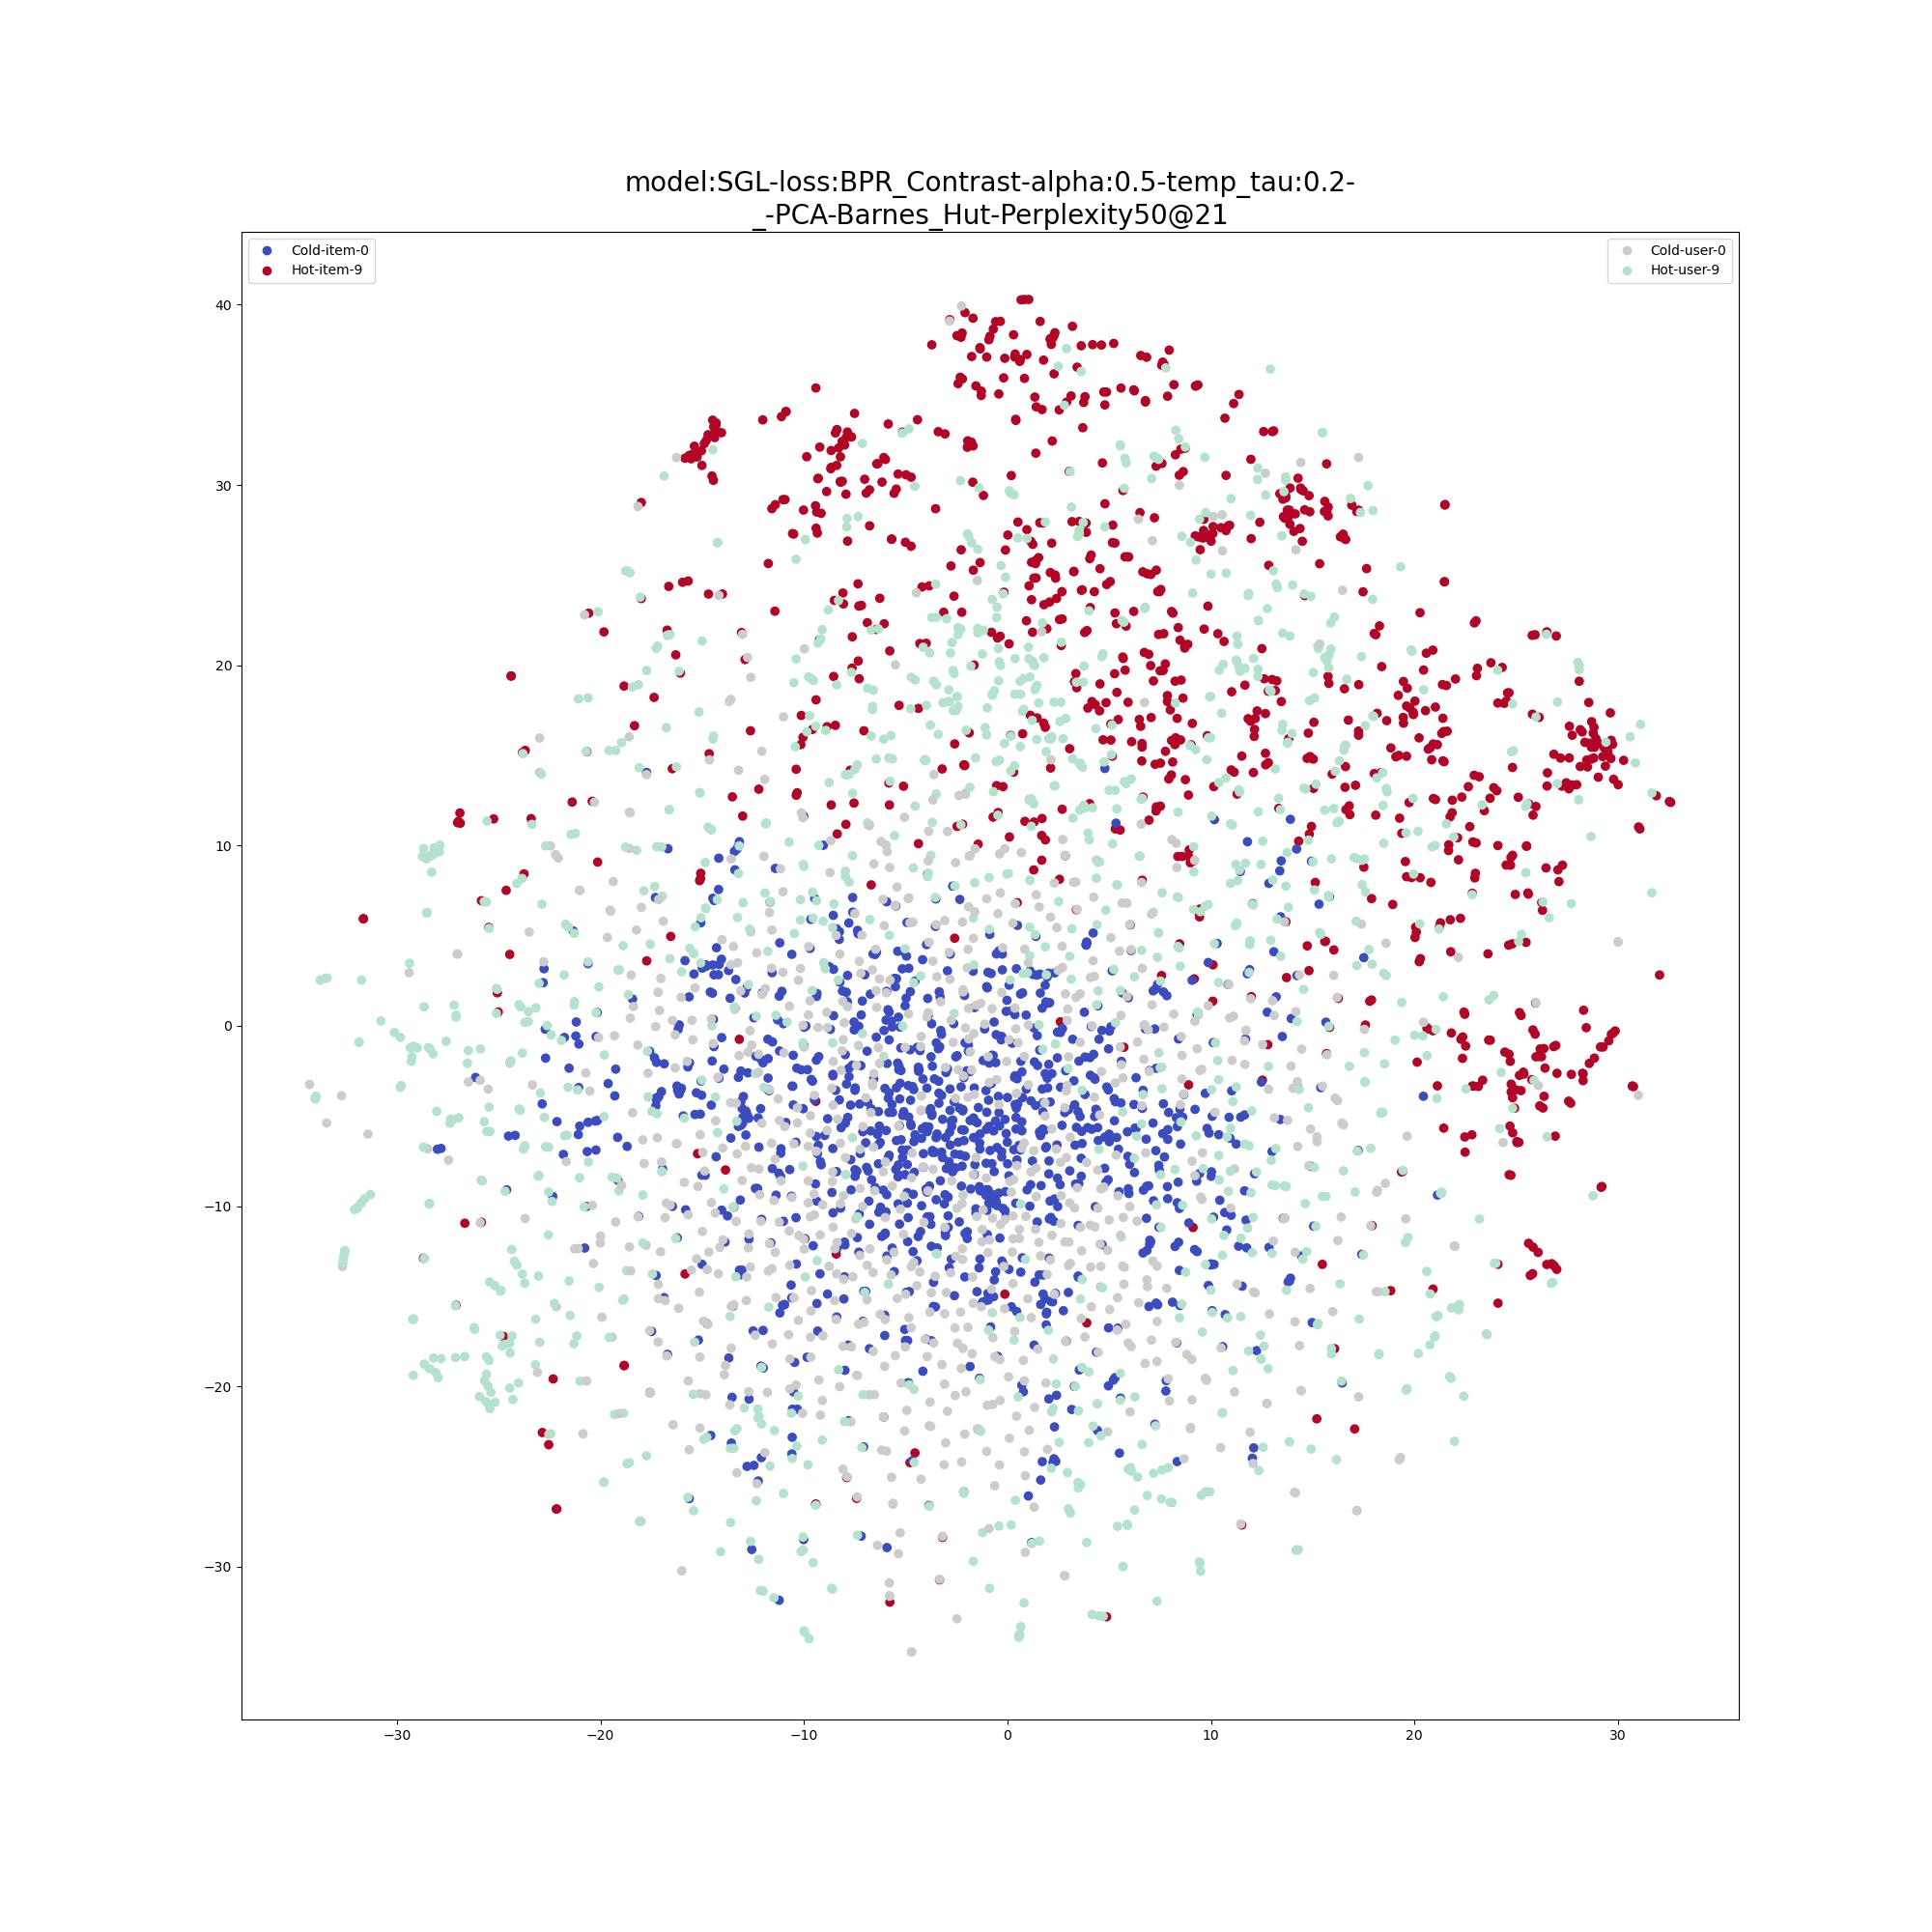 model:SGL-loss:BPR_Contrast-alpha:0.5-temp_tau:0.2-
_-PCA-Barnes_Hut-Perplexity50@21
Cold-item-0
Hot-item-9
Cold-user-0
Hot-user-9
40
30
20
10
0
−10
−20
−30
−30
−20
−10
0
10
20
30